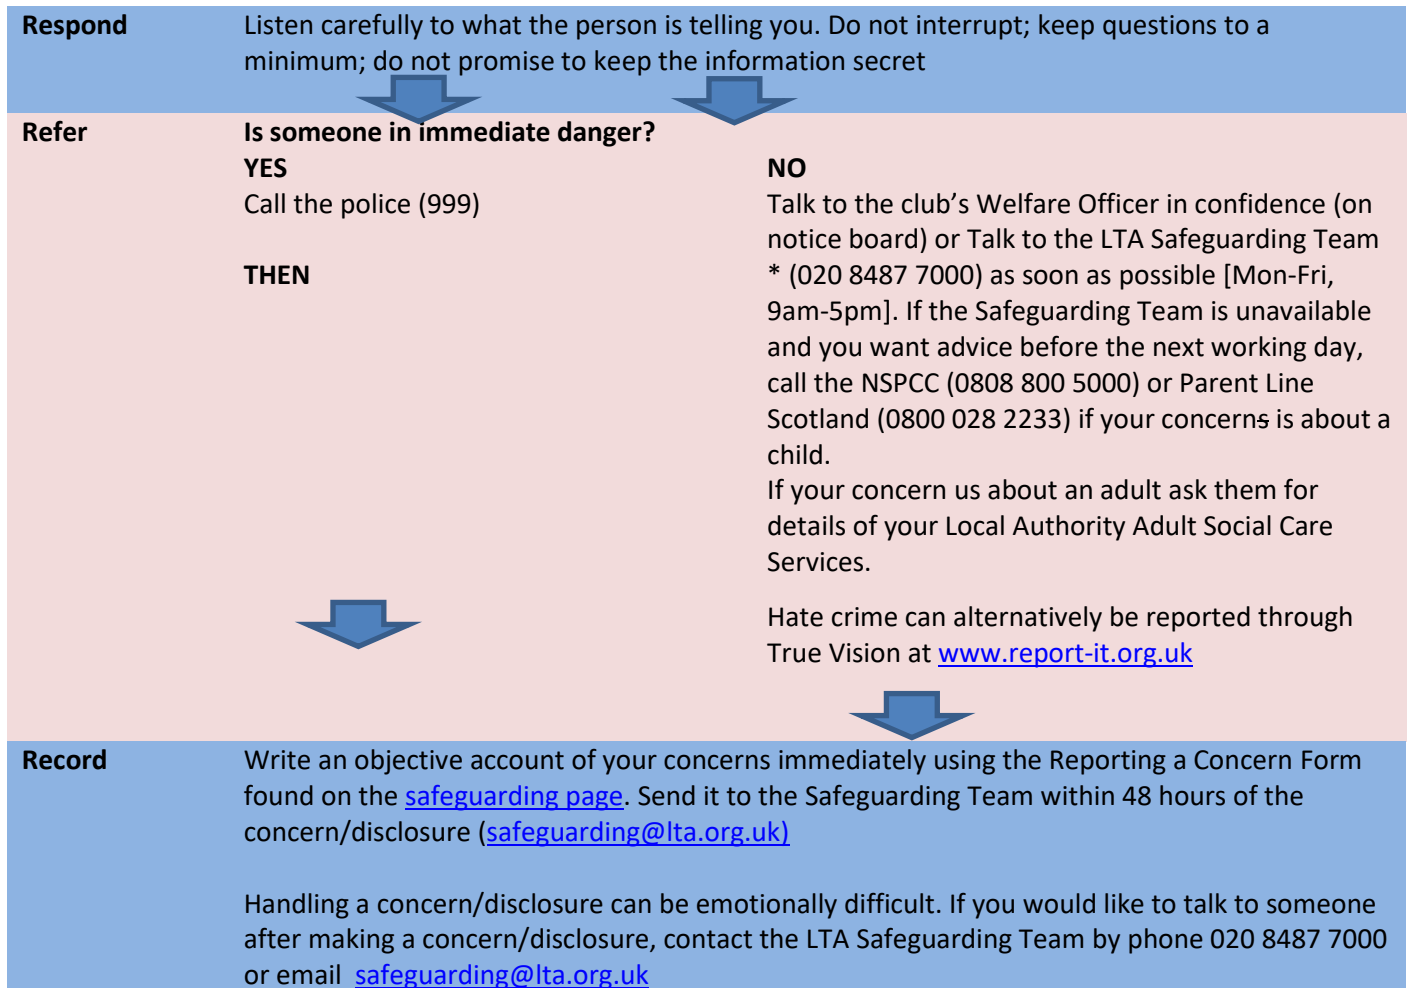 Respond
Listen carefully to what the person is telling you. Do not interrupt; keep questions to a
minimum; do not promise to keep the information secret
Refer
Is someone in immediate danger?
YES
Call the police (999)
THEN
NO
Talk to the club’s Welfare Officer in confidence (on
notice board) or Talk to the LTA Safeguarding Team
* (020 8487 7000) as soon as possible [Mon-Fri,
9am-5pm]. If the Safeguarding Team is unavailable
and you want advice before the next working day,
call the NSPCC (0808 800 5000) or Parent Line
Scotland (0800 028 2233) if your concerns is about a
child.
If your concern us about an adult ask them for
details of your Local Authority Adult Social Care
Services.
Hate crime can alternatively be reported through
True Vision at www.report-it.org.uk
Record
Write an objective account of your concerns immediately using the Reporting a Concern Form
found on the safeguarding page. Send it to the Safeguarding Team within 48 hours of the
concern/disclosure (safeguarding@lta.org.uk)
Handling a concern/disclosure can be emotionally difficult. If you would like to talk to someone
after making a concern/disclosure, contact the LTA Safeguarding Team by phone 020 8487 7000
or email safeguarding@lta.org.uk